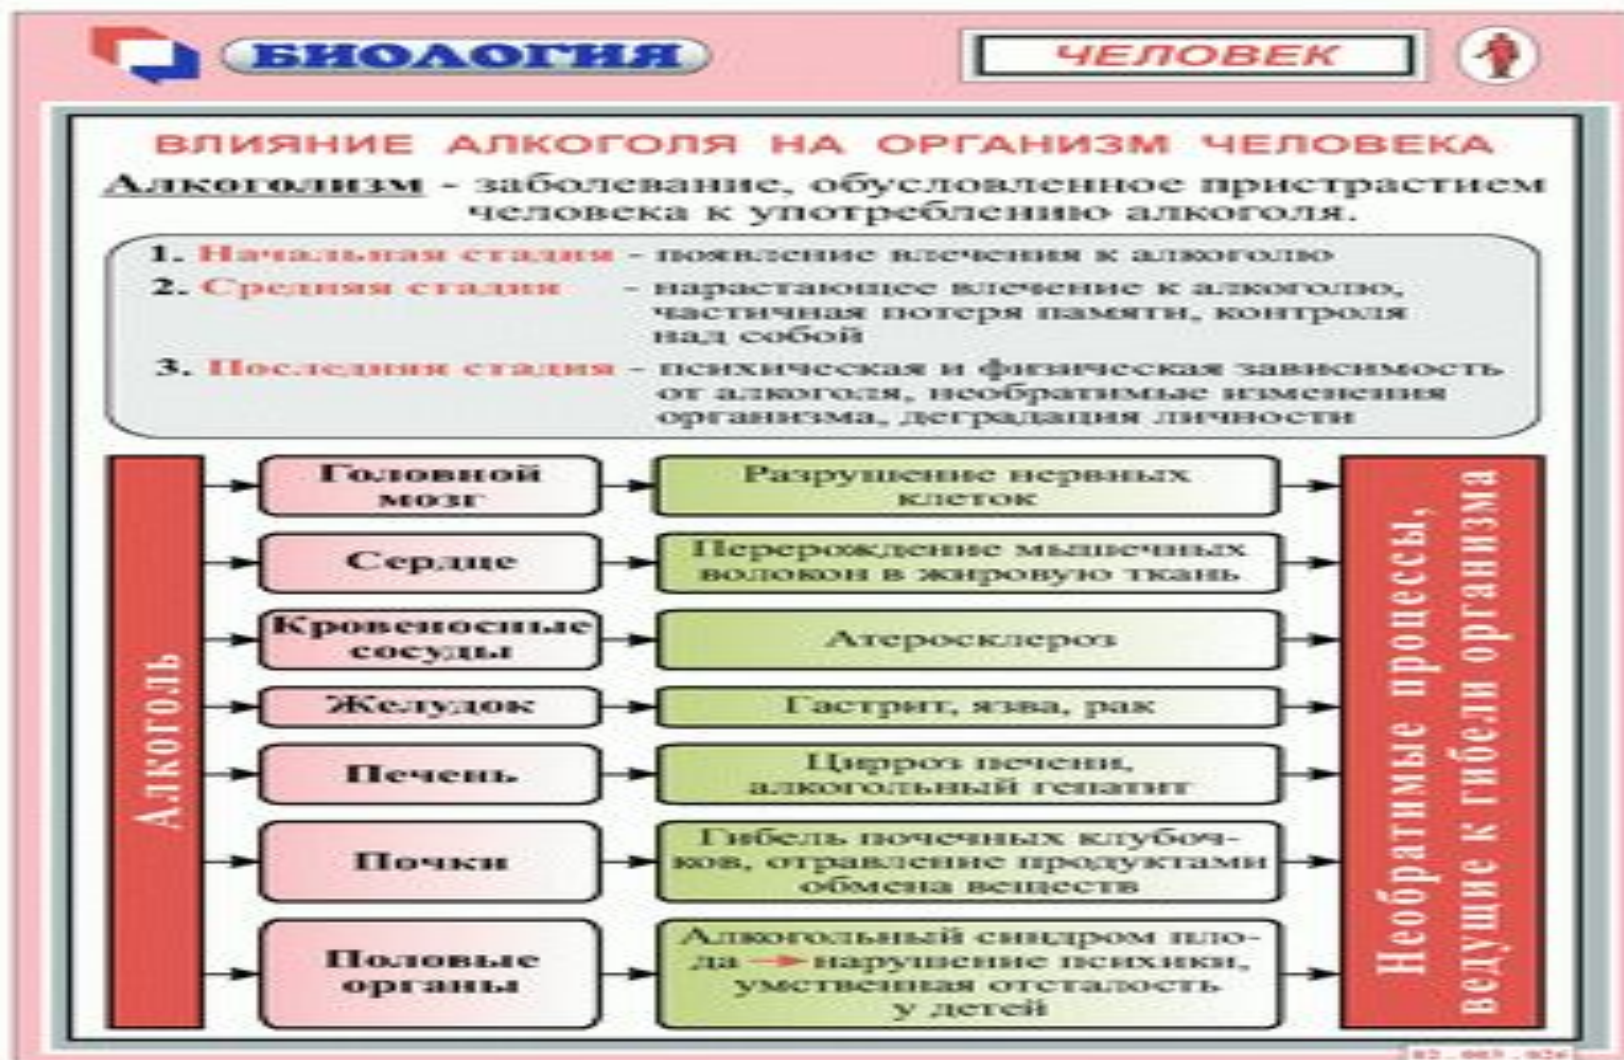 БИОЛОГИЯ
ЧЕЛОВЕК
ВЛИЯНИЕ АЛКОГОЛЯ НА ОРГАНИЗМ ЧЕЛОВЕКА
Алкоголизм - заболевание, обусловленное пристрастием
человека к употреблению алкоголя.
1. Начальная стадия - появление влечения к алкоголю
2. Средняя стадия - нарастающее влечение к алкоголю,
частичная потеря памяти, контроля
над собой
3. Последняя стадия - психическая и физическая зависимость
от алкоголя, необратимые изменения
организма, деградация личности
Алкоголь
Головной
мозг
Разрушение нервных
клеток
Сердце
Перерождение мышечных
волокон в жировую ткань
Кровеносные
сосуды
Атеросклероз
Желудок
Гастрит, язва, рак
Печень
Цирроз печени,
алкогольный гепатит
Почки
Гибель почечных клубоч-
ков, отравление продуктами
обмена веществ
Половые
органы
Алкогольный синдром пло-
да → нарушение психики,
умственная отсталость
у детей
Необратимые процессы,
ведущие к гибели организма